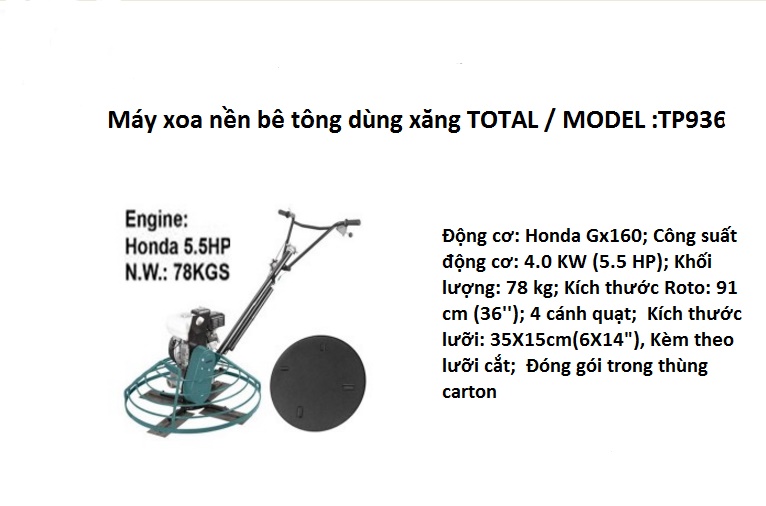 Máy xoa nền bê tông dùng xăng TOTAL / MODEL :TP936
Engine:
Honda 5.5HP
N.W.: 78KGS
Động cơ: Honda Gx160; Công suất
động cơ: 4.0 KW (5.5 HP); Khối
lượng: 78 kg; Kích thước Roto: 91
cm (36''); 4 cánh quạt;  Kích thước
lưỡi: 35X15cm(6X14"), Kèm theo
lưỡi cắt;  Đóng gói trong thùng
carton